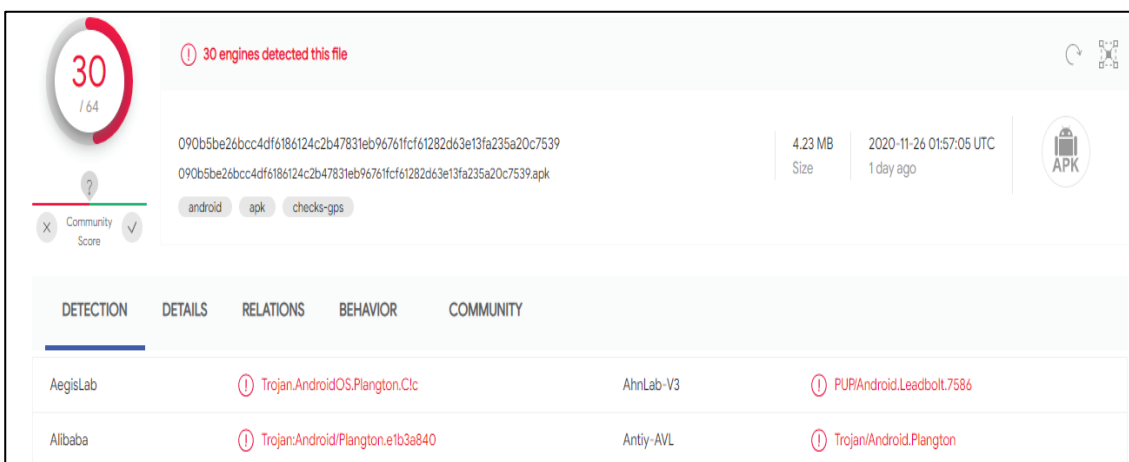 30
/ 64
?
X Community Score ✓
30 engines detected this file
090b5be26bcc4df6186124c2b47831eb96761fcf61282d63e13fa235a20c7539
090b5be26bcc4df6186124c2b47831eb96761fcf61282d63e13fa235a20c7539.apk
android apk checks-gps
4.23 MB
Size
2020-11-26 01:57:05 UTC
1 day ago
APK
DETECTION DETAILS RELATIONS BEHAVIOR COMMUNITY
AegisLab Trojan.AndroidOS.Plangton.C!c AhnLab-V3 PUP/Android.Leadbolt.7586
Alibaba Trojan:Android/Plangton.e1b3a840 Antiy-AVL Trojan/Android.Plangton